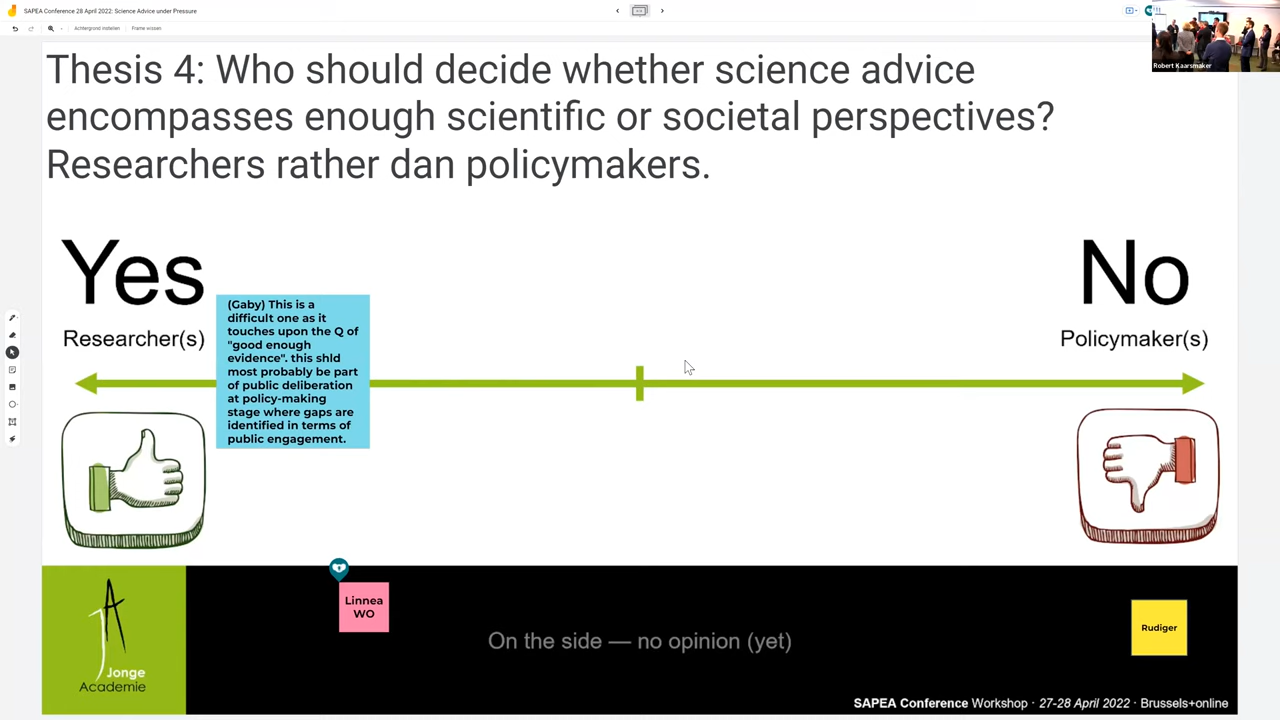 SAPEA Conference 28 April 2022: Science Advice under Pressure
Achtergrond instellen
Frame wissen
Robert Kaarsmaker
Thesis 4: Who should decide whether science advice
encompasses enough scientific or societal perspectives?
Researchers rather dan policymakers.
Yes
Researcher(s)
No
Policymaker(s)
(Gaby) This is a
difficult one as it
touches upon the Q of
"good enough
evidence". this shld
most probably be part
of public deliberation
at policy-making
stage where gaps are
identified in terms of
public engagement.
Linnea
WO
On the side — no opinion (yet)
Rudiger
JA
Jonge
Academie
SAPEA Conference Workshop · 27-28 April 2022 · Brussels+online